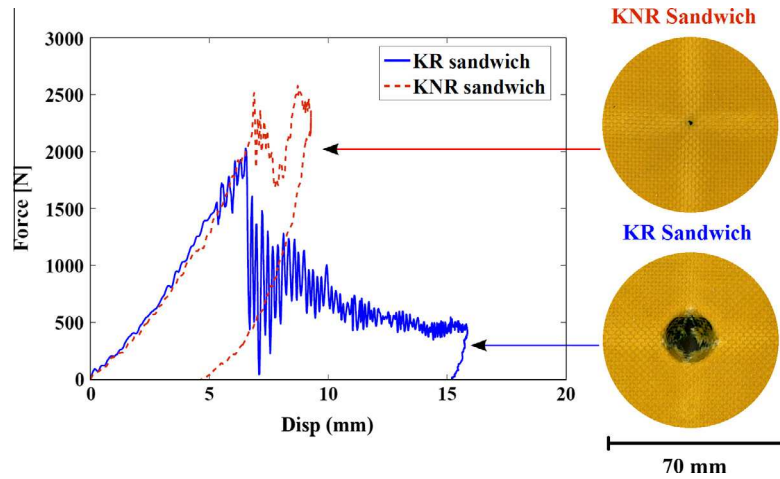 KNR Sandwich
3000
KR sandwich
KNR sandwich
2500
2000
Force [N]
1500
KR Sandwich
1000
500
0
0
5
10
15
20
Disp (mm)
70 mm